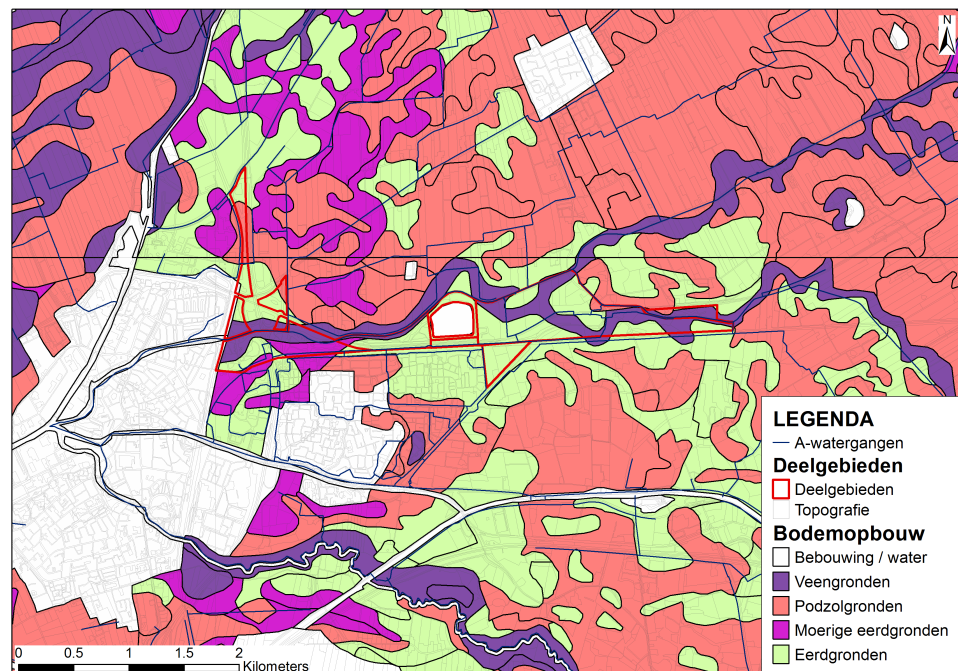 N
LEGENDA
A-watergangen
Deelgebieden
Deelgebieden
Topografie
Bodemopbouw
Bebouwing / water
Veengronden
Podzolgronden
Moerige eerdgronden
Eerdgronden
0 0.5 1 1.5 2
Kilometers